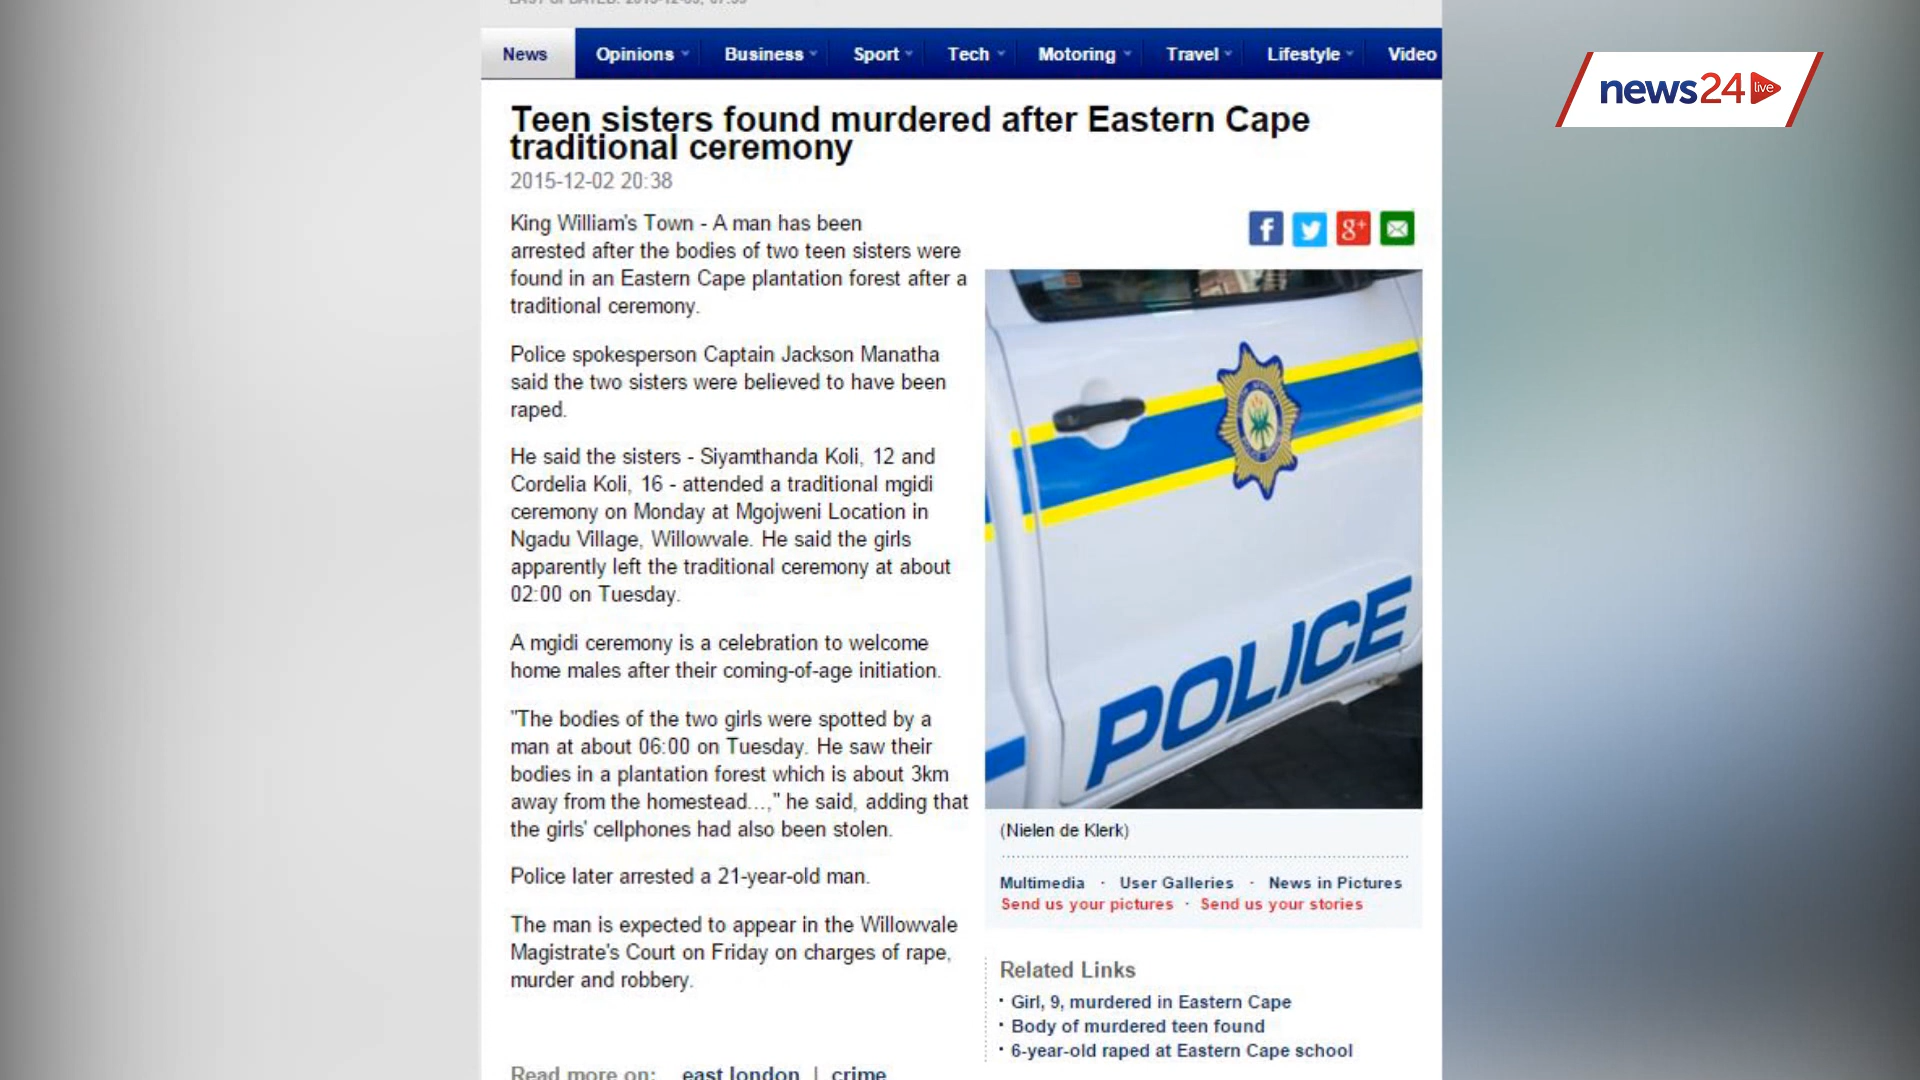 LAST UPDATED: 2015-12-03, 07:39
News Opinions Business Sport Tech Motoring Travel Lifestyle Video
news24 live
Teen sisters found murdered after Eastern Cape
traditional ceremony
2015-12-02 20:38
King William's Town - A man has been
arrested after the bodies of two teen sisters were
found in an Eastern Cape plantation forest after a
traditional ceremony.
Police spokesperson Captain Jackson Manatha
said the two sisters were believed to have been
raped.
He said the sisters - Siyamthanda Koli, 12 and
Cordelia Koli, 16 - attended a traditional mgidi
ceremony on Monday at Mgojweni Location in
Ngadu Village, Willowvale. He said the girls
apparently left the traditional ceremony at about
02:00 on Tuesday.
A mgidi ceremony is a celebration to welcome
home males after their coming-of-age initiation.
"The bodies of the two girls were spotted by a
man at about 06:00 on Tuesday. He saw their
bodies in a plantation forest which is about 3km
away from the homestead...," he said, adding that
the girls' cellphones had also been stolen.
Police later arrested a 21-year-old man.
The man is expected to appear in the Willowvale
Magistrate's Court on Friday on charges of rape,
murder and robbery.
Read more on: east london | crime
f
g+
POLICE
(Nielen de Klerk)
Multimedia · User Galleries · News in Pictures
Send us your pictures · Send us your stories
Related Links
· Girl, 9, murdered in Eastern Cape
· Body of murdered teen found
· 6-year-old raped at Eastern Cape school